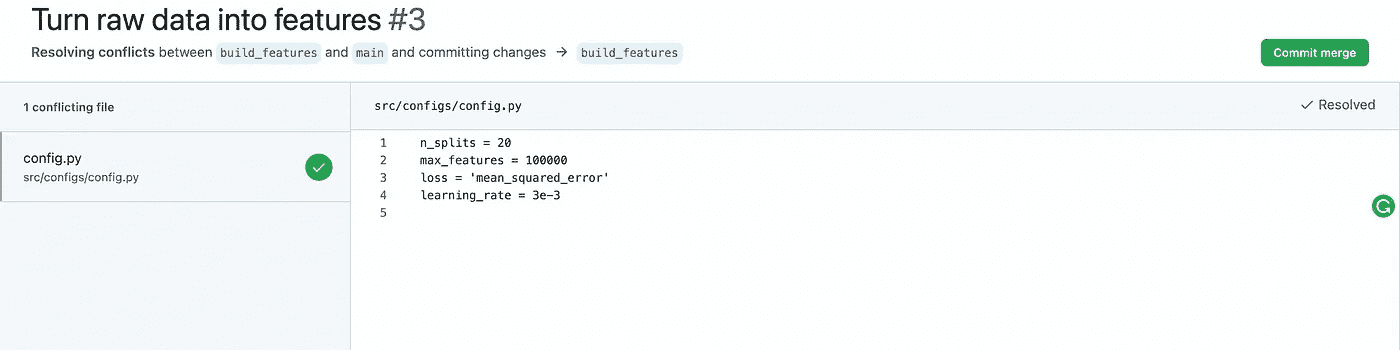 Turn raw data into features #3
Resolving conflicts between build_features and main and committing changes → build_features
Commit merge
1 conflicting file
src/configs/config.py
Resolved
config.py
src/configs/config.py
1 n_splits = 20
2 max_features = 100000
3 loss = 'mean_squared_error'
4 learning_rate = 3e-3
5